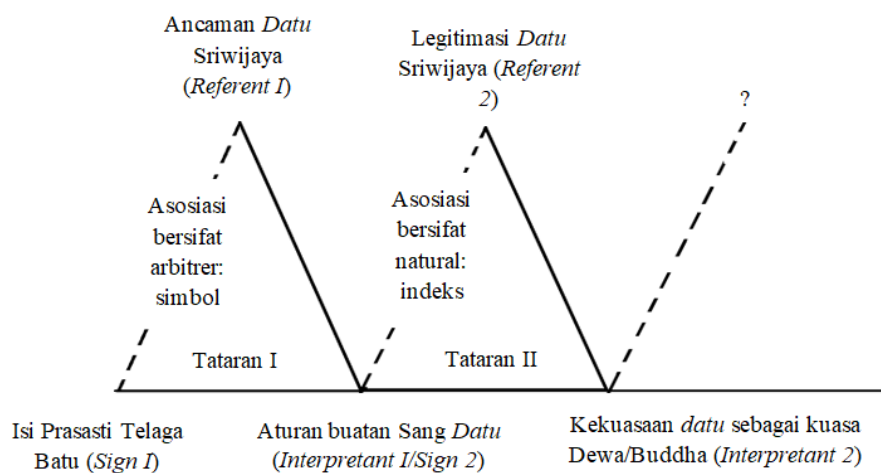 Ancaman Datu
Sriwijaya
(Referent I)
Legitimasi Datu
Sriwijaya (Referent
2)
?
Asosiasi
bersifat
arbitrer:
simbol
Asosiasi
bersifat
natural:
indeks
Tataran I
Tataran II
Isi Prasasti Telaga
Batu (Sign I)
Aturan buatan Sang Datu
(Interpretant I/Sign 2)
Kekuasaan datu sebagai kuasa
Dewa/Buddha (Interpretant 2)